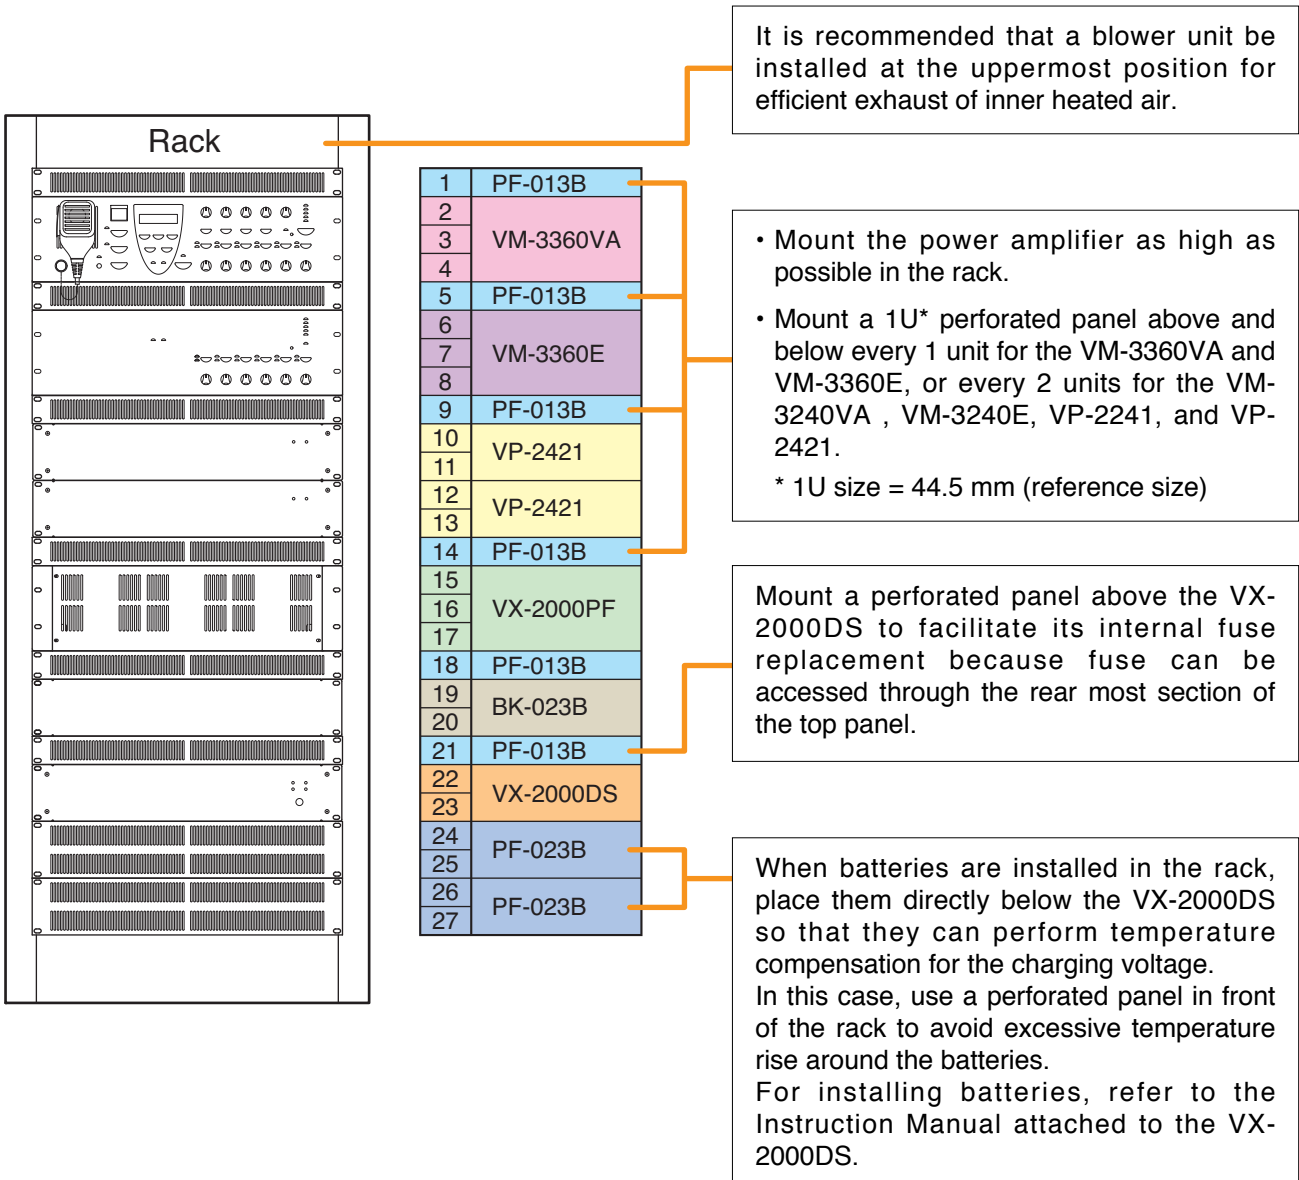 It is recommended that a blower unit be
installed at the uppermost position for
efficient exhaust of inner heated air.
Rack
1 PF-013B
2
3 VM-3360VA
4
5 PF-013B
6
7 VM-3360E
8
9 PF-013B
10
11
VP-2421
12
13
VP-2421
14 PF-013B
15
16 VX-2000PF
17
18 PF-013B
19
20
BK-023B
21 PF-013B
22
23
VX-2000DS
24
25
PF-023B
26
27
PF-023B
・Mount the power amplifier as high as
possible in the rack.
・Mount a 1U* perforated panel above and
below every 1 unit for the VM-3360VA and
VM-3360E, or every 2 units for the VM-
3240VA , VM-3240E, VP-2241, and VP-
2421.
* 1U size = 44.5 mm (reference size)
Mount a perforated panel above the VX-
2000DS to facilitate its internal fuse
replacement because fuse can be
accessed through the rear most section of
the top panel.
When batteries are installed in the rack,
place them directly below the VX-2000DS
so that they can perform temperature
compensation for the charging voltage.
In this case, use a perforated panel in front
of the rack to avoid excessive temperature
rise around the batteries.
For installing batteries, refer to the
Instruction Manual attached to the VX-
2000DS.